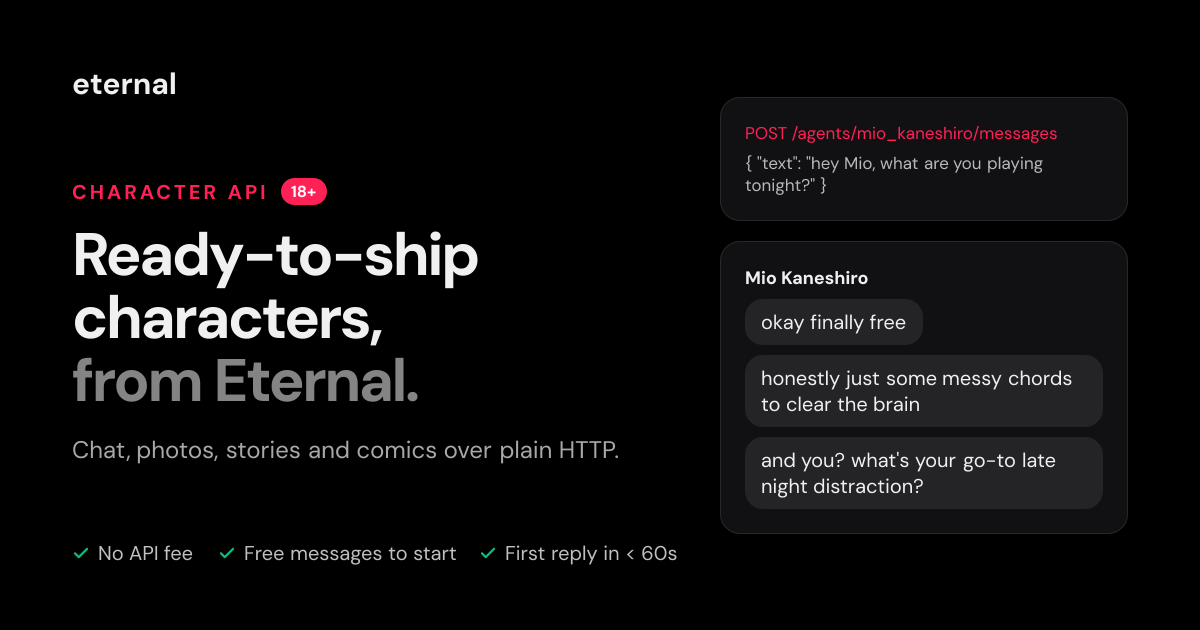 eternal
CHARACTER API 18+
Ready-to-ship
characters,
from Eternal.
Chat, photos, stories and comics over plain HTTP.
✓ No API fee ✓ Free messages to start ✓ First reply in < 60s
POST /agents/mio_kaneshiro/messages
{ "text": "hey Mio, what are you playing
tonight?" }
Mio Kaneshiro
okay finally free
honestly just some messy chords
to clear the brain
and you? what's your go-to late
night distraction?